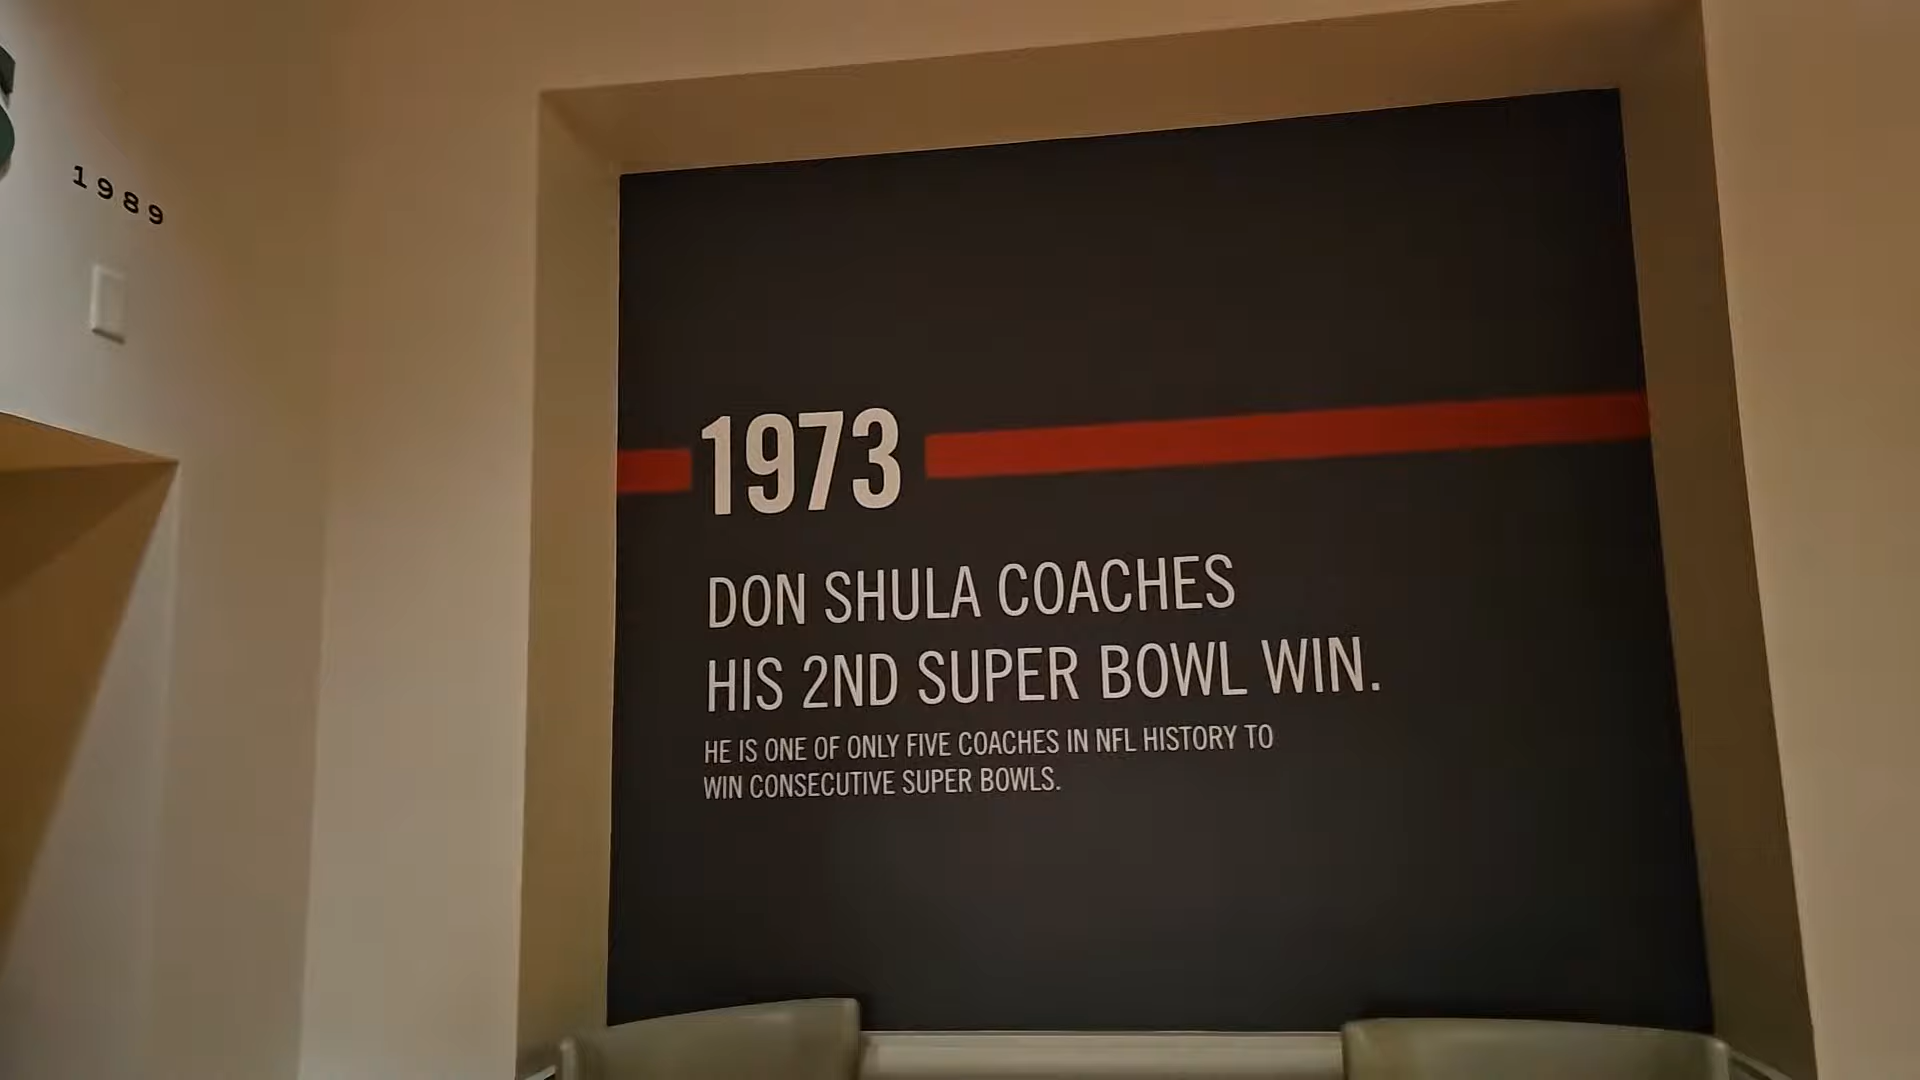 1989
1973
DON SHULA COACHES
HIS 2ND SUPER BOWL WIN.
HE IS ONE OF ONLY FIVE COACHES IN NFL HISTORY TO
WIN CONSECUTIVE SUPER BOWLS.